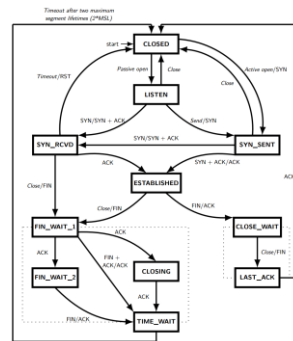 Timeout after two maximum
segment lifetimes (2*MSL)
start
CLOSED
Passive open
Close
Active open/SYN
Close
Timeout/RST
LISTEN
SYN/SYN + ACK
Send/SYN
SYN_RCVD
SYN/SYN + ACK
SYN_SENT
ACK
SYN + ACK/ACK
ACK
ESTABLISHED
Close/FIN
Close/FIN
FIN/ACK
FIN_WAIT_1
CLOSE_WAIT
ACK
ACK
FIN +
ACK/ACK
CLOSING
Close/FIN
FIN_WAIT_2
LAST_ACK
ACK
FIN/ACK
TIME_WAIT